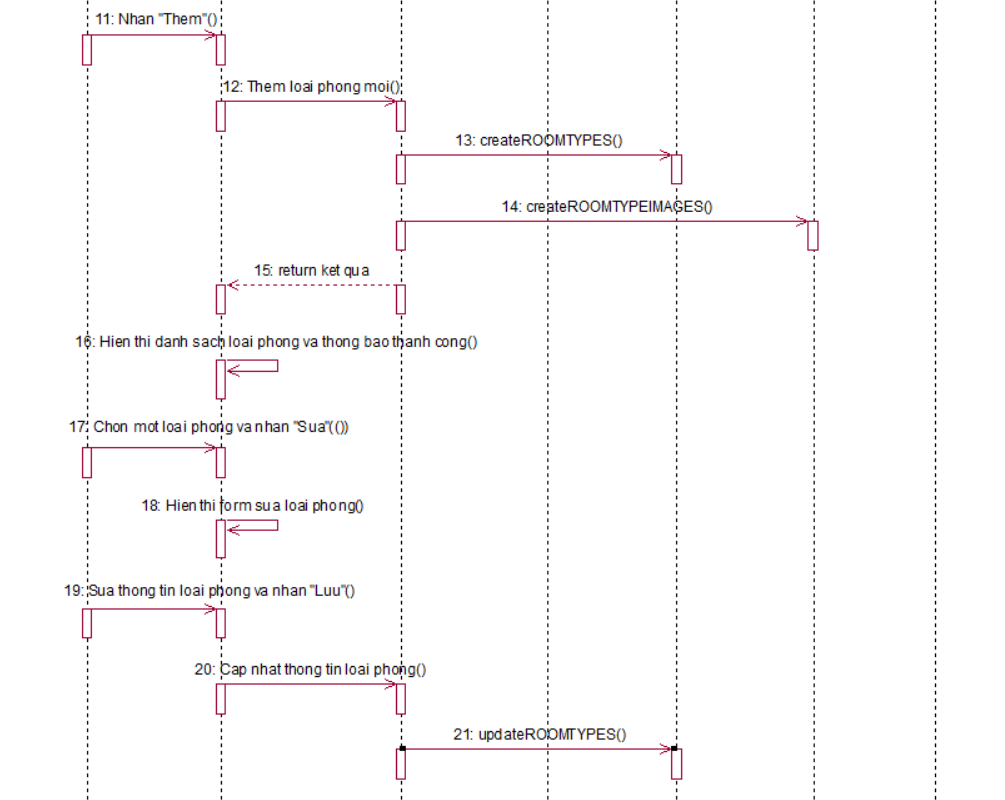 11: Nhan "Them"()
12: Them loai phong moi()
13: createROOMTYPES()
14: createROOMTYPEIMAGES()
15: return ket qua
16: Hien thi danh sach loai phong va thong bao thanh cong()
17: Chon mot loai phong va nhan "Sua"(())
18: Hien thi form sua loai phong()
19: Sua thong tin loai phong va nhan "Luu"()
20: Cap nhat thong tin loai phong()
21: updateROOMTYPES()